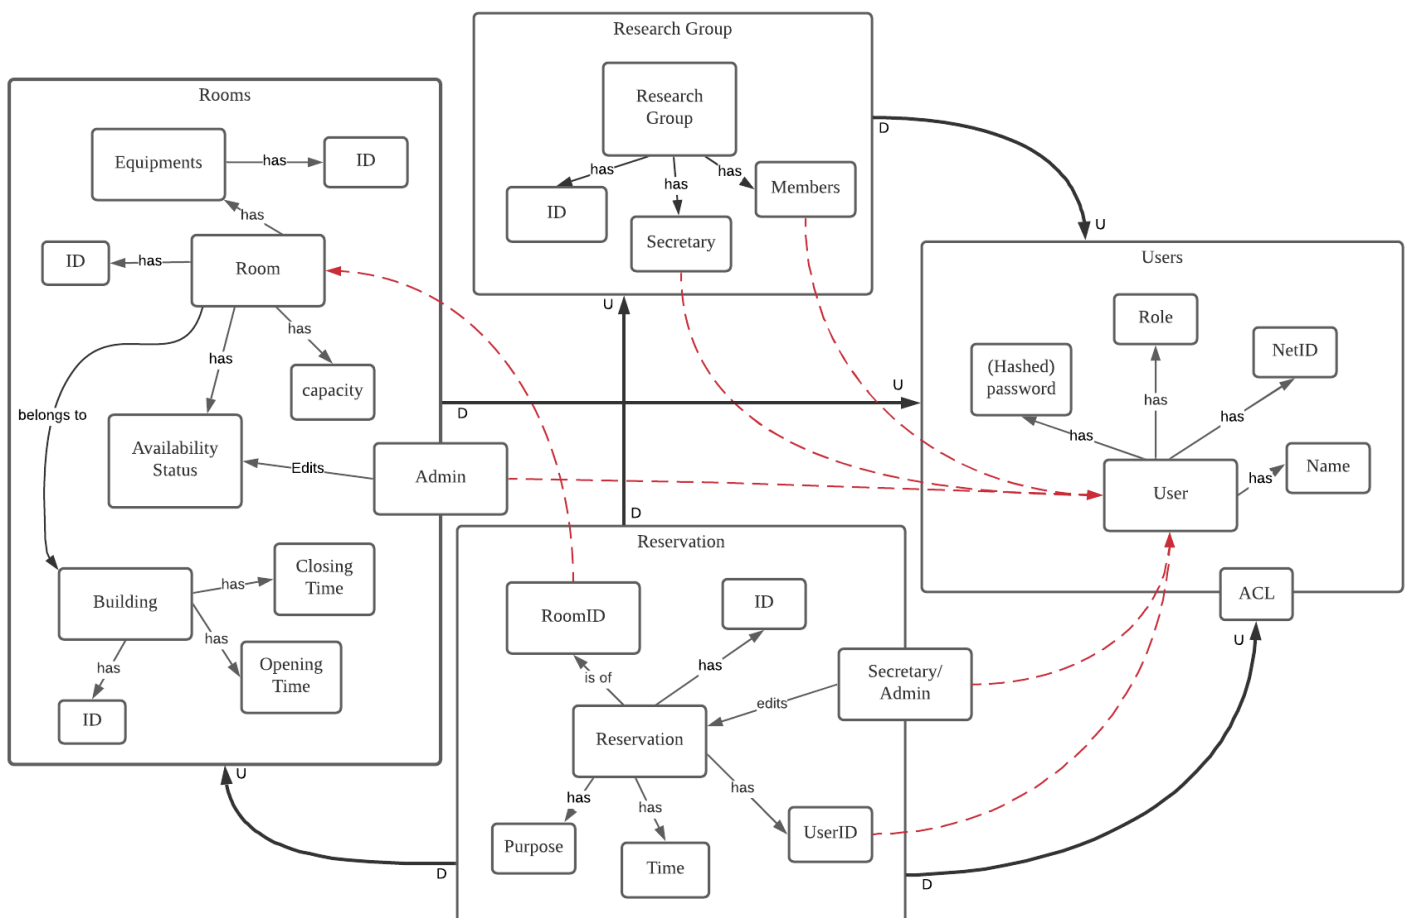 Research Group
Research
Group
has
has
has
ID
Secretary
Members
D
U
U
Rooms
Equipments
has
ID
has
ID
has
Room
has
has
capacity
belongs to
Availability
Status
Edits
Admin
D
U
Building
has
Closing
Time
has
Opening
Time
has
ID
U
D
Users
Role
NetID
(Hashed)
password
has
has
has
has
Name
User
ACL
U
D
Reservation
RoomID
ID
is of
has
Secretary/
Admin
edits
Reservation
has
has
has
Purpose
Time
UserID
D